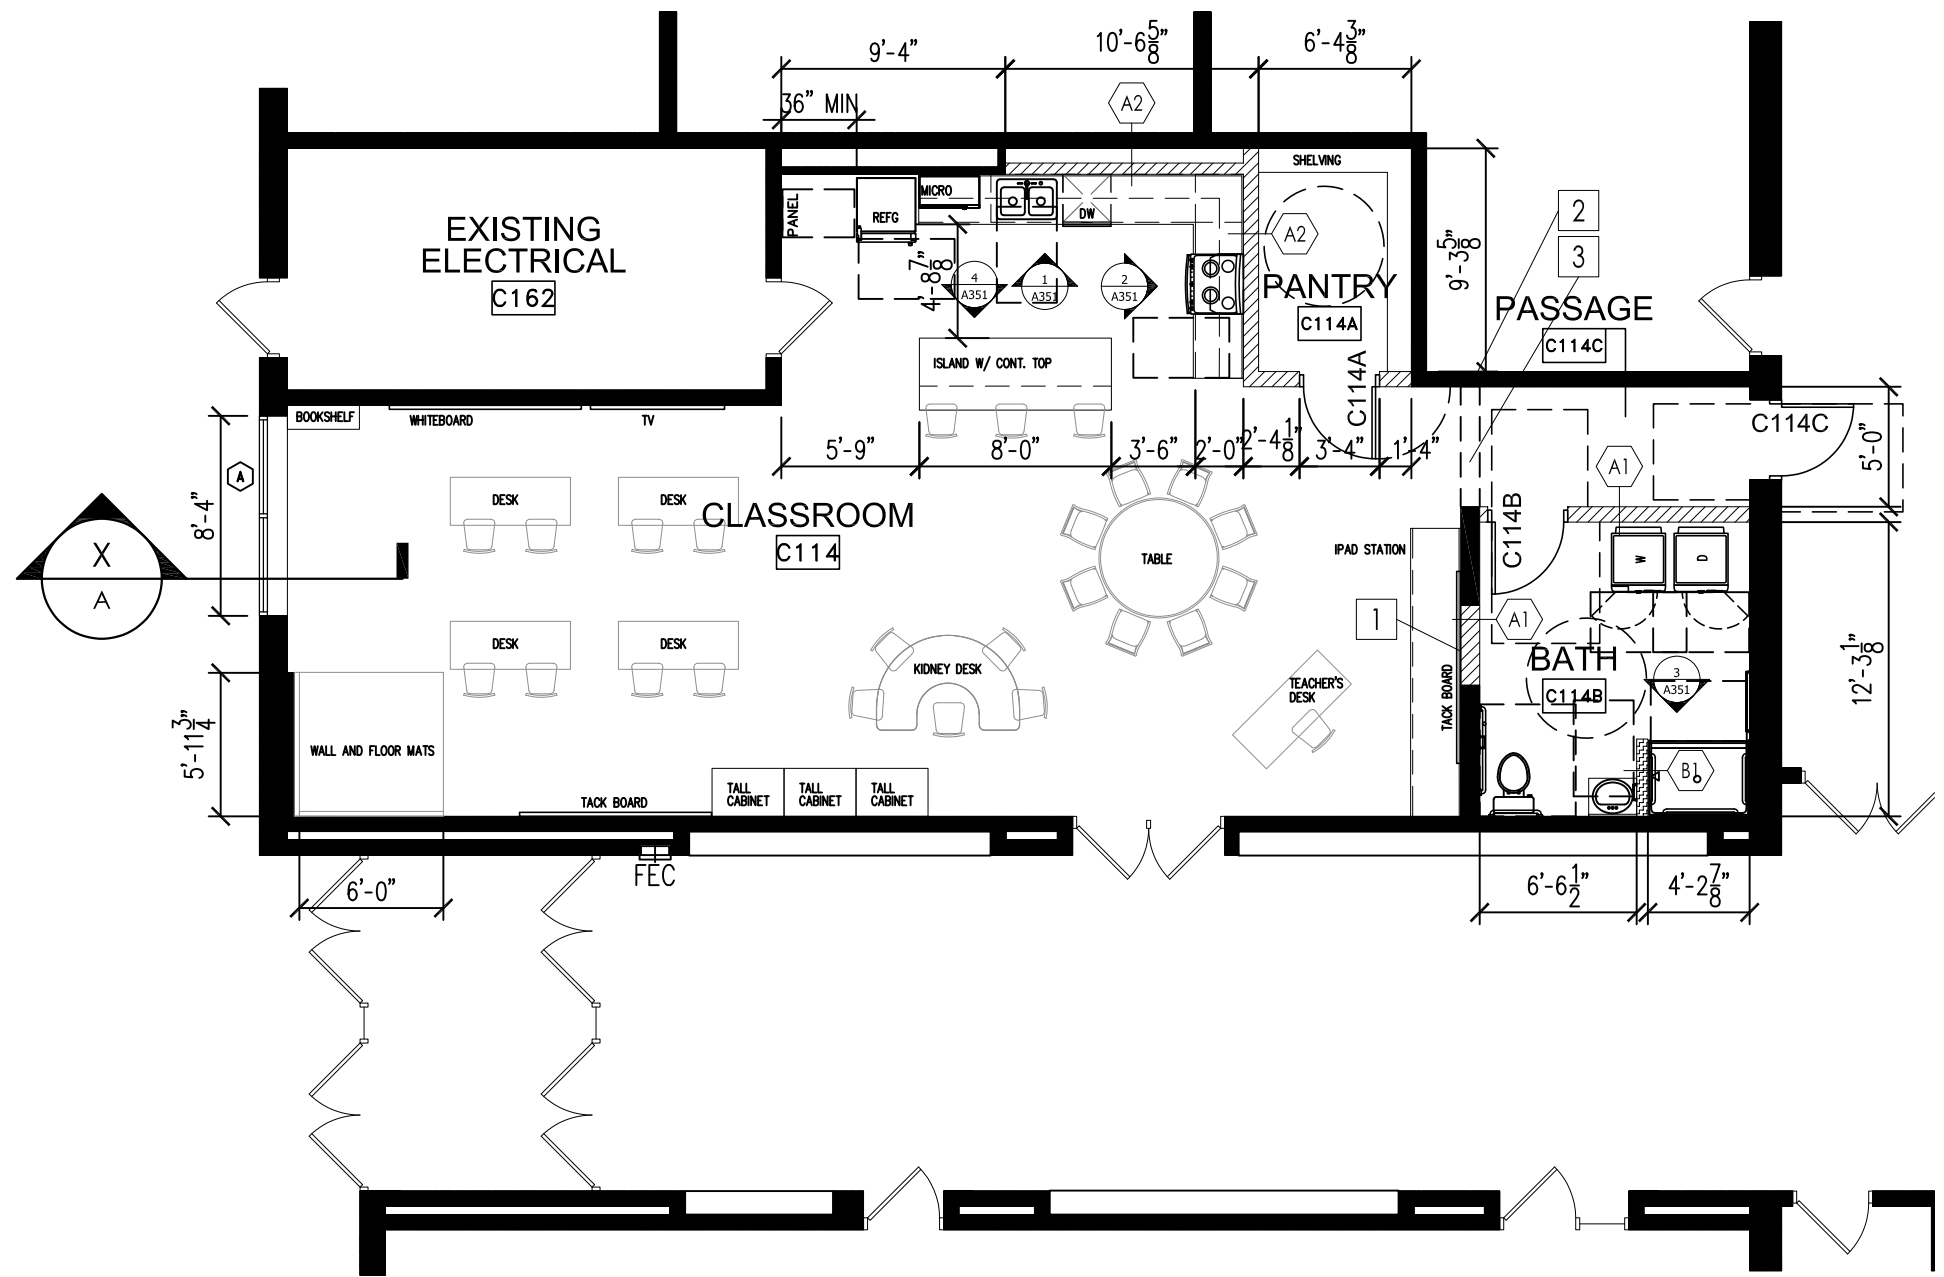 9'-4"
10'-6 5/8"
6'-4 3/8"
36" MIN
A2
SHELVING
MICRO
PANEL
REFG
DW
A2
2
3
EXISTING
ELECTRICAL
C162
4'-8 7/8"
4
A351
1
A351
2
A351
PANTRY
C114A
9'-3 5/8"
PASSAGE
C114C
ISLAND W/ CONT. TOP
C114A
BOOKSHELF
WHITEBOARD
TV
C114C
5'-9"
8'-0"
3'-6"
2'-0"
2'-4 1/8"
3'-4"
1'-4"
A1
5'-0"
A
8'-4"
DESK
DESK
CLASSROOM
C114
C114B
X
A
TABLE
IPAD STATION
W
D
1
A1
DESK
DESK
KIDNEY DESK
BATH
C114B
3
A351
12'-3 1/8"
TEACHER'S
DESK
TACK BOARD
5'-11 3/4"
WALL AND FLOOR MATS
B1
TACK BOARD
TALL
CABINET
TALL
CABINET
TALL
CABINET
FEC
6'-0"
6'-6 1/2"
4'-2 7/8"